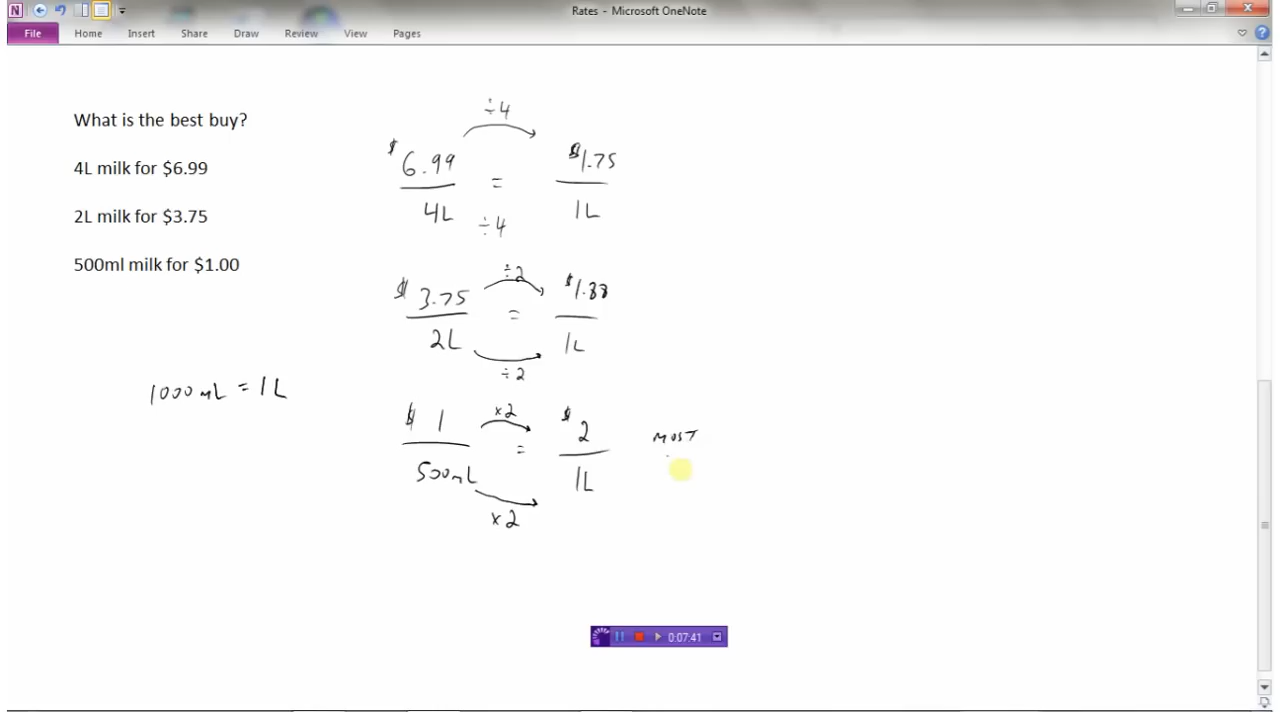 Rates - Microsoft OneNote
File Home Insert Share Draw Review View Pages
What is the best buy?
4L milk for $6.99
2L milk for $3.75
500ml milk for $1.00
1000mL = 1L
÷4
$6.99 = $1.75
4L 1L
÷4
÷2
$3.75 = $1.88
2L 1L
÷2
x2
$1 = $2 MOST
500mL 1L
x2
0:07:41